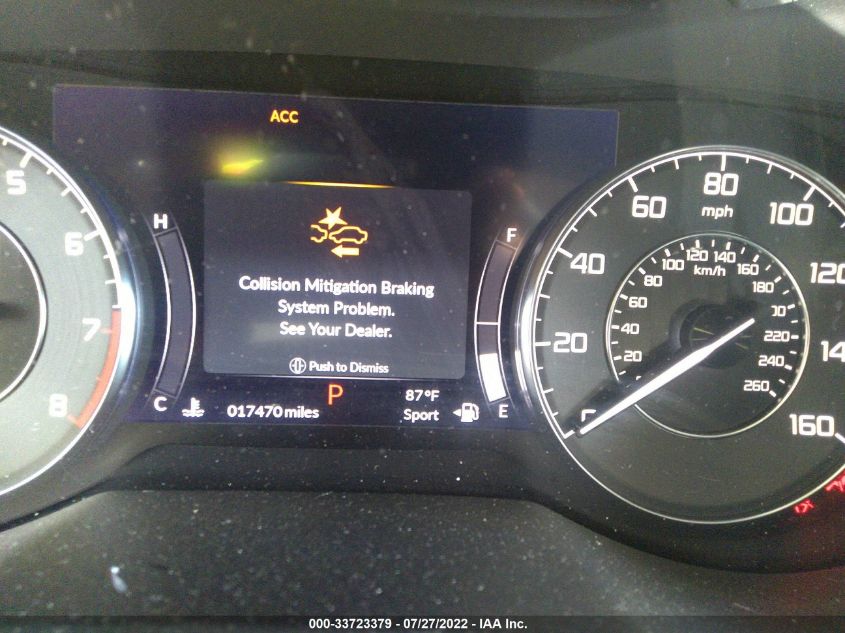 ACC
Collision Mitigation Braking
System Problem.
See Your Dealer.
Push to Dismiss
H
C
F
E
017470 miles
P
87°F
Sport
5
6
7
8
20
40
60
80
100
120
160
mph
km/h
20
40
60
80
100
120
140
160
180
220
240
260
000-33723379 / 07/27/2022 - IAA Inc.